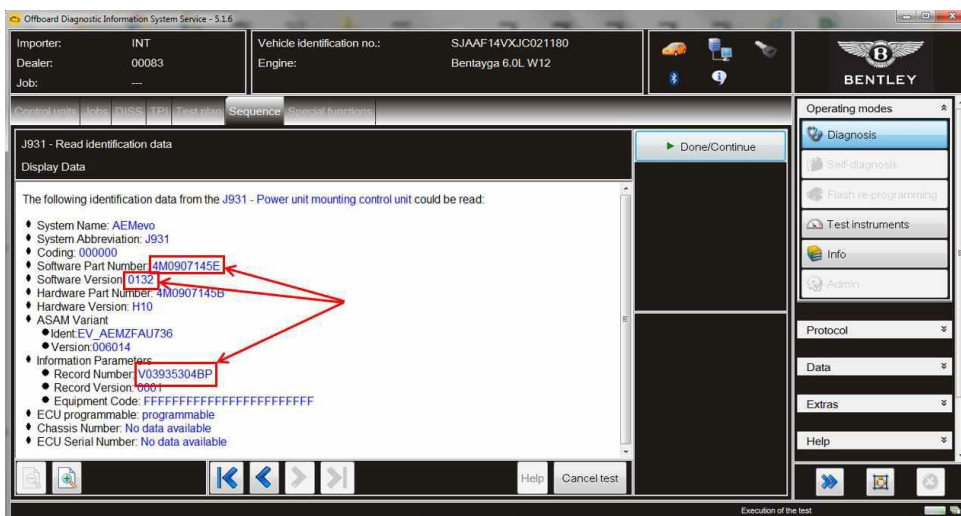 Offboard Diagnostic Information System Service - 5.1.6
Importer: INT
Dealer: 00083
Job: ---
Vehicle identification no.: SJAAF14VXJC021180
Engine: Bentayga 6.0L W12
BENTLEY
Control units Jobs DISS TPI Test plan Sequence Special functions
J931 - Read identification data
Display Data
Done/Continue
The following identification data from the J931 - Power unit mounting control unit could be read:
System Name: AEMevo
System Abbreviation: J931
Coding: 000000
Software Part Number: 4M0907145E
Software Version: 0132
Hardware Part Number: 4M0907145B
Hardware Version: H10
ASAM Variant
Ident:EV_AEMZFAU736
Version:006014
Information Parameters
Record Number: V03935304BP
Record Version: 0001
Equipment Code: FFFFFFFFFFFFFFFFFFFFFFFF
ECU programmable: programmable
Chassis Number: No data available
ECU Serial Number: No data available
Help
Cancel test
Operating modes
Diagnosis
Self-diagnosis
Flash re-programming
Test instruments
Info
Admin
Protocol
Data
Extras
Help
Execution of the test